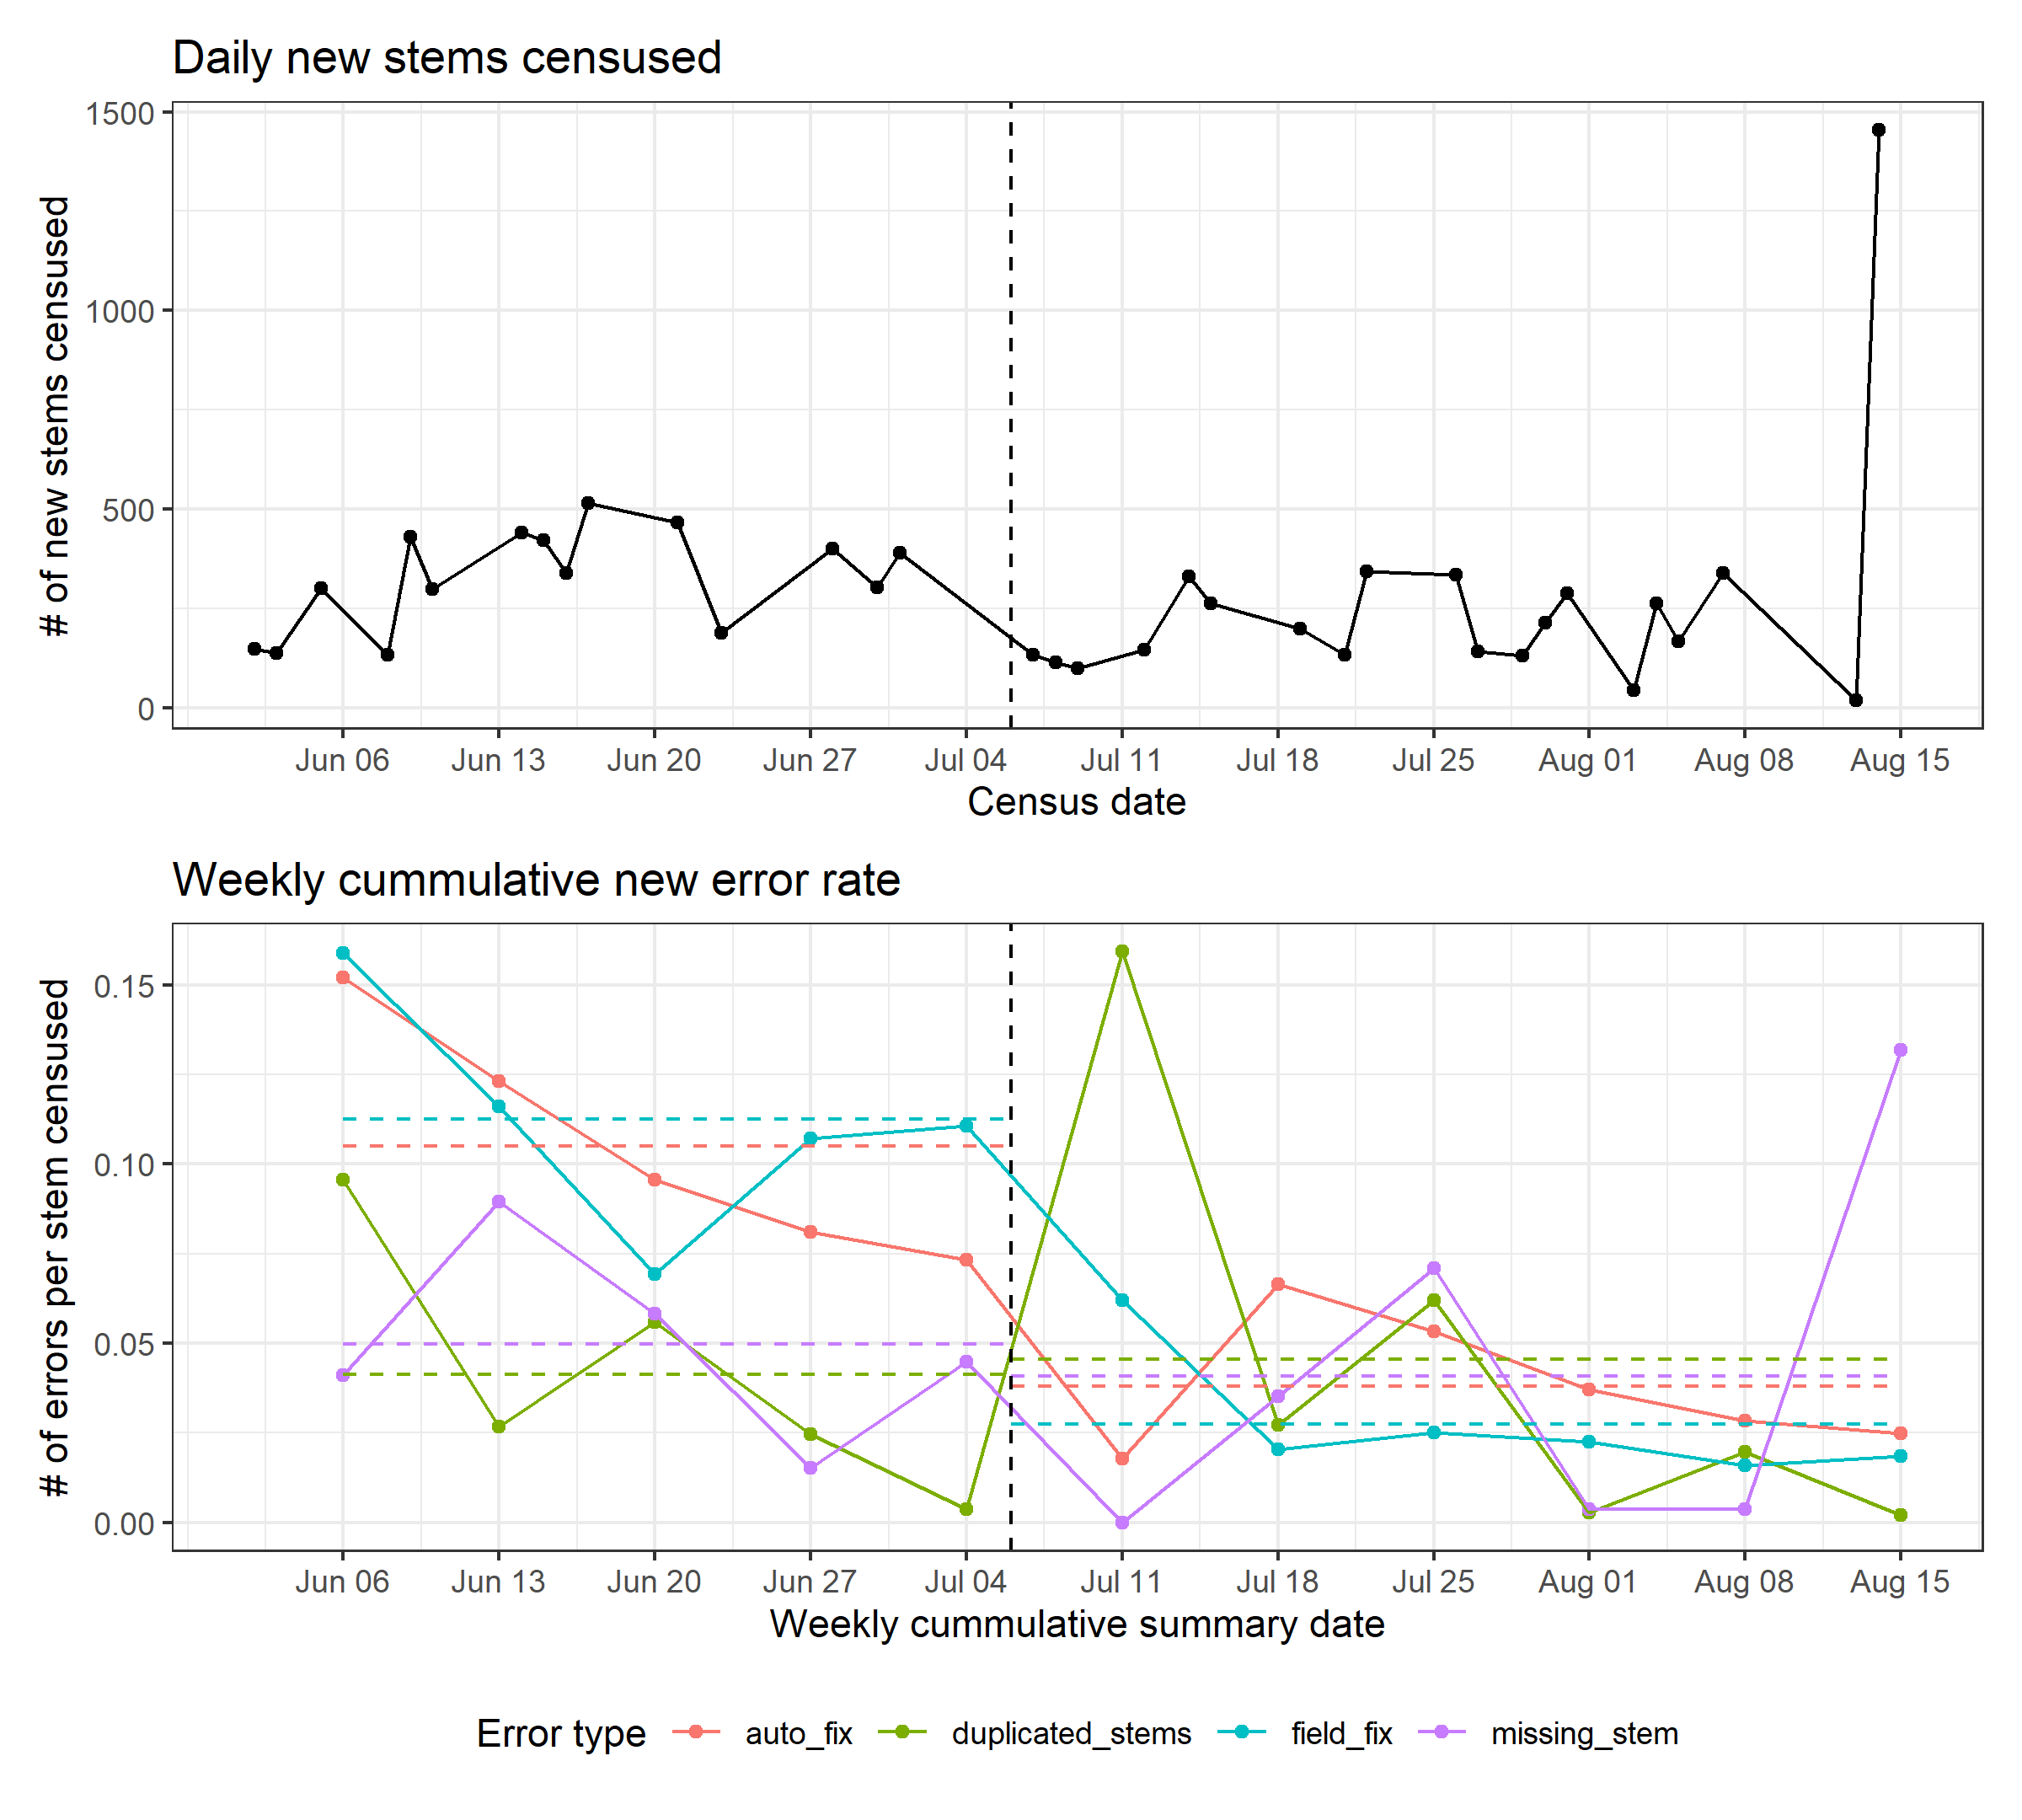 Daily new stems censused
# of new stems censused
1500
1000
500
0
Jun 06 Jun 13 Jun 20 Jun 27 Jul 04 Jul 11 Jul 18 Jul 25 Aug 01 Aug 08 Aug 15
Census date
Weekly cummulative new error rate
# of errors per stem censused
0.15
0.10
0.05
0.00
Jun 06 Jun 13 Jun 20 Jun 27 Jul 04 Jul 11 Jul 18 Jul 25 Aug 01 Aug 08 Aug 15
Weekly cummulative summary date
Error type auto_fix duplicated_stems field_fix missing_stem